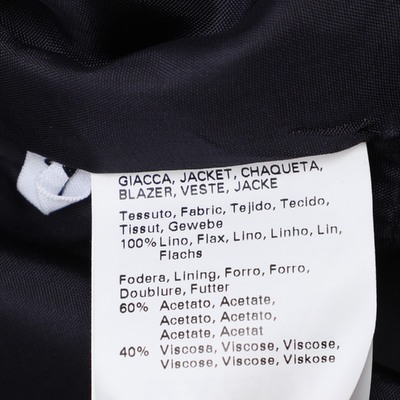 GIACCA, JACKET, CHAQUETA,
BLAZER, VESTE, JACKE
Tessuto, Fabric, Tejido, Tecido,
Tissut, Gewebe
100% Lino, Flax, Lino, Linho, Lin,
Flachs
Fodera, Lining, Forro, Forro,
Doublure, Futter
60% Acetato, Acetate,
Acetato, Acetato,
Acetate, Acetat
40% Viscosa, Viscose, Viscose,
Viscose, Viscose, Viskose